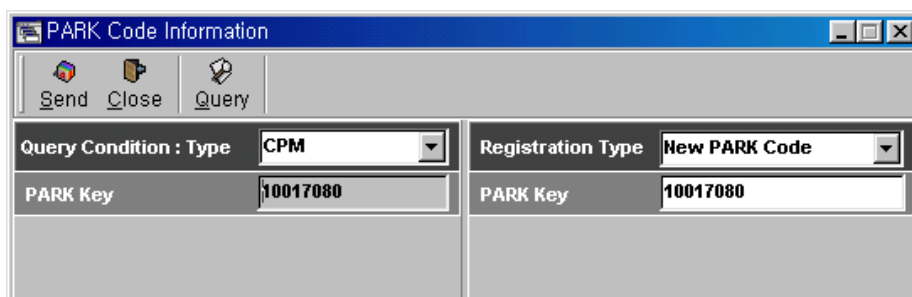 PARK Code Information
Send Close Query
Query Condition : Type CPM Registration Type New PARK Code
PARK Key 10017080 PARK Key 10017080